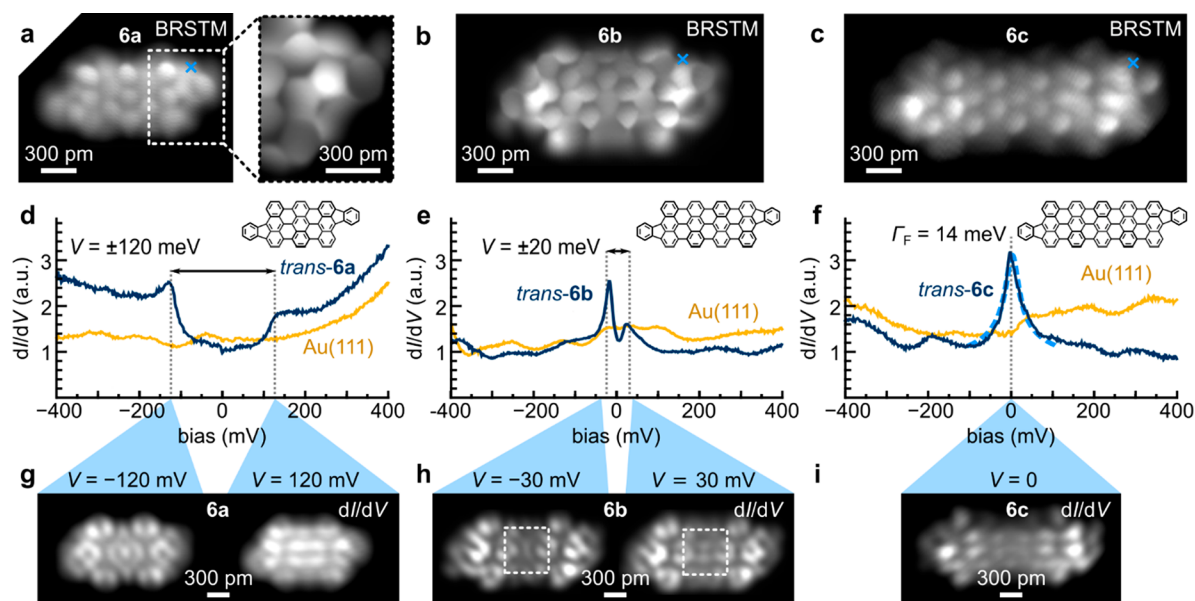 a 6a BRSTM
300 pm
300 pm
b 6b BRSTM
300 pm
c 6c BRSTM
300 pm
d
V = ±120 meV
trans-6a
Au(111)
dI/dV (a.u.)
3
2
1
−400 −200 0 200 400
bias (mV)
e
V = ±20 meV
trans-6b
Au(111)
dI/dV (a.u.)
3
2
1
−400 −200 0 200 400
bias (mV)
f
ΓF = 14 meV
Au(111)
trans-6c
dI/dV (a.u.)
3
2
1
−400 −200 0 200 400
bias (mV)
g V = −120 mV V = 120 mV
6a dI/dV
300 pm
h V = −30 mV V = 30 mV
6b dI/dV
300 pm
i V = 0
6c dI/dV
300 pm